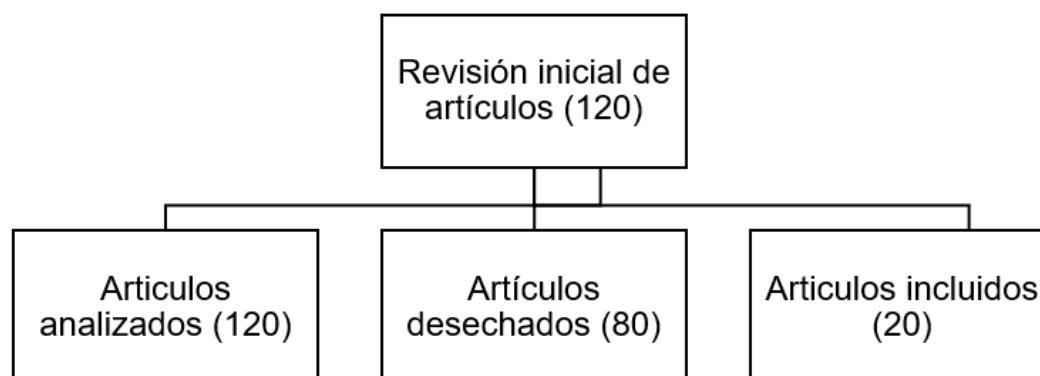 Revisión inicial de
artículos (120)
Articulos
analizados (120)
Artículos
desechados (80)
Articulos incluidos
(20)